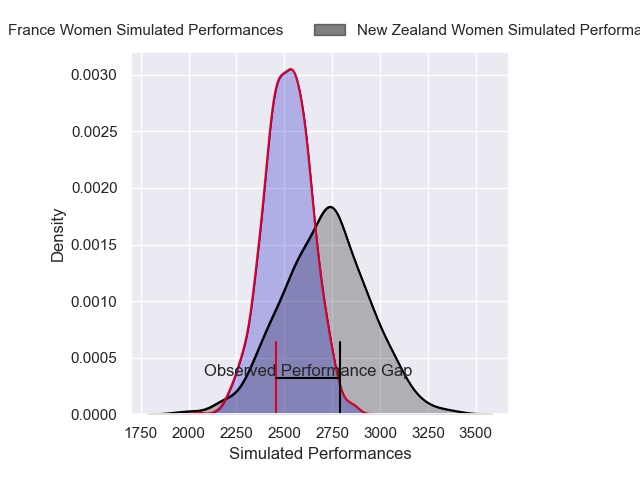 France Women Simulated Performances New Zealand Women Simulated Performa
0.0030
0.0025
0.0020
0.0015
0.0010
0.0005
0.0000
Density
Observed Performance Gap
1750 2000 2250 2500 2750 3000 3250 3500
Simulated Performances